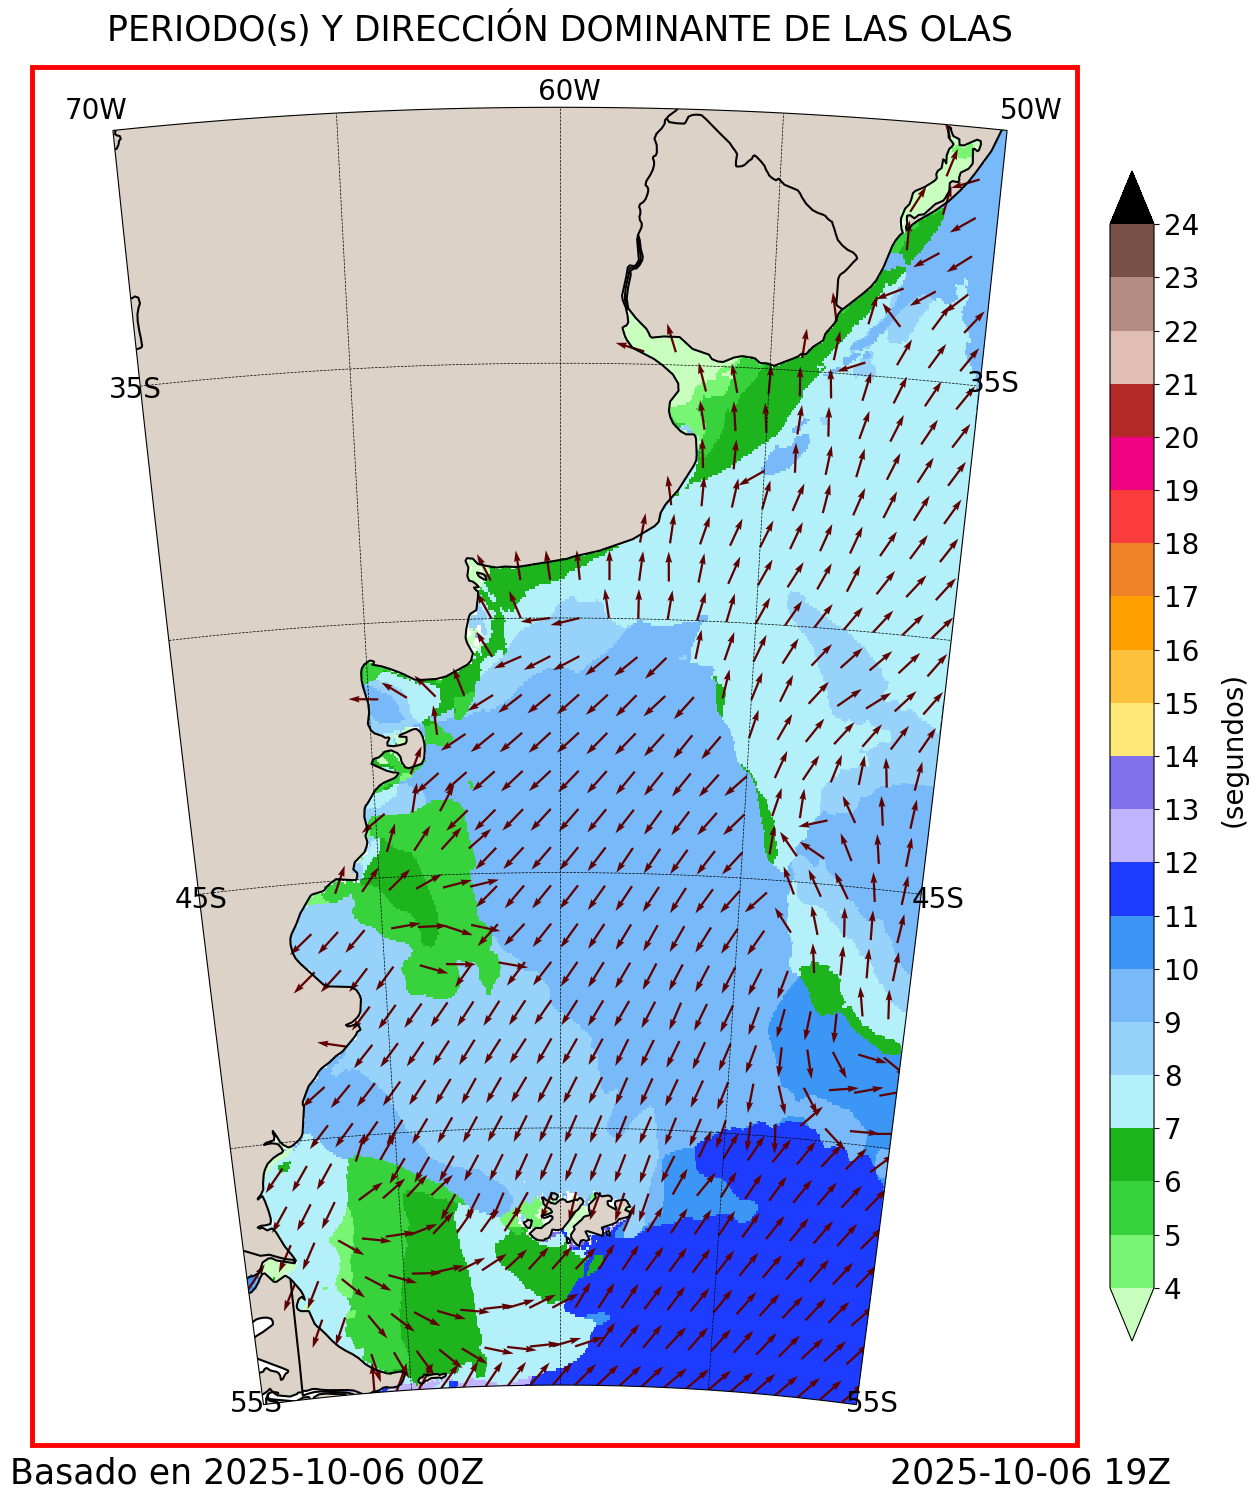 PERIODO(s) Y DIRECCIÓN DOMINANTE DE LAS OLAS
70W
60W
50W
35S
35S
45S
45S
55S
55S
24
23
22
21
20
19
18
17
16
15
14
13
12
11
10
9
8
7
6
5
4
(segundos)
Basado en 2025-10-06 00Z
2025-10-06 19Z